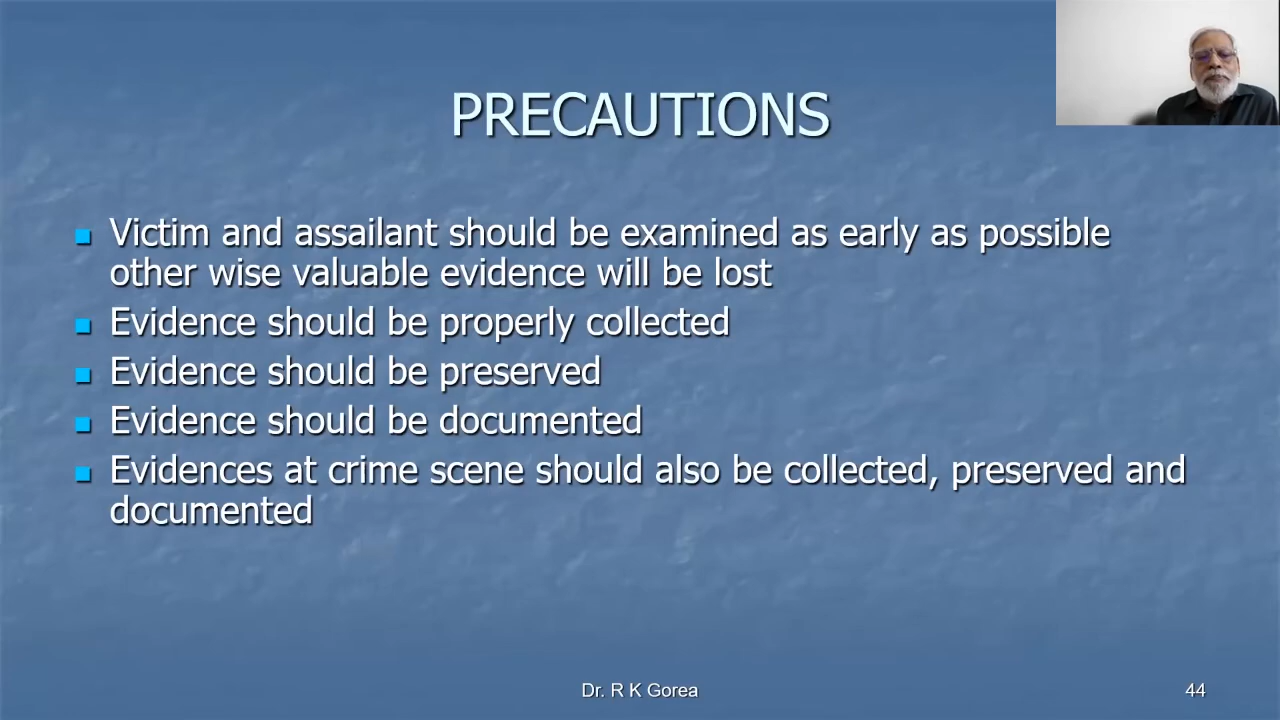 PRECAUTIONS
Victim and assailant should be examined as early as possible
other wise valuable evidence will be lost
Evidence should be properly collected
Evidence should be preserved
Evidence should be documented
Evidences at crime scene should also be collected, preserved and
documented
Dr. R K Gorea
44